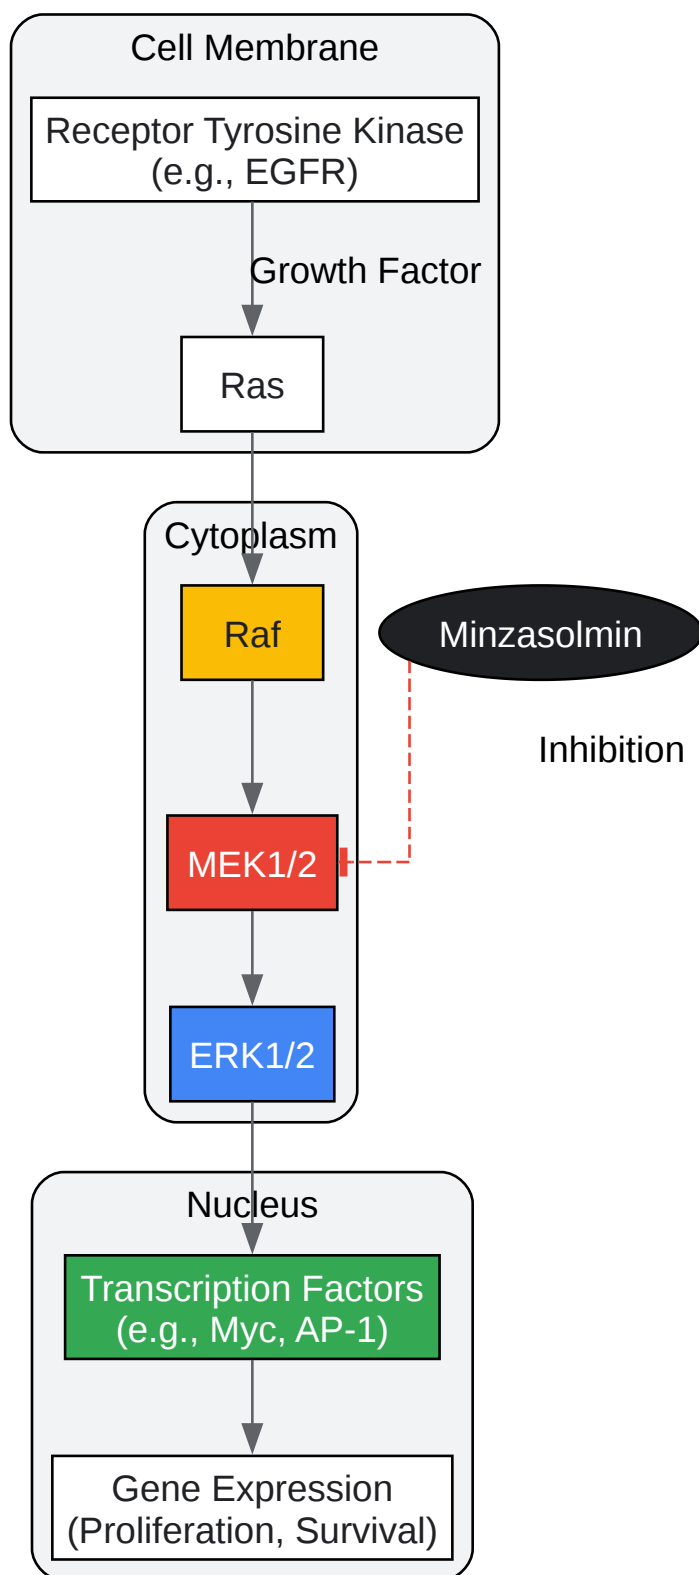 Cell Membrane
Receptor Tyrosine Kinase
(e.g., EGFR)
Growth Factor
Ras
Cytoplasm
Raf
Minzasolmin
Inhibition
MEK1/2
ERK1/2
Nucleus
Transcription Factors
(e.g., Myc, AP-1)
Gene Expression
(Proliferation, Survival)